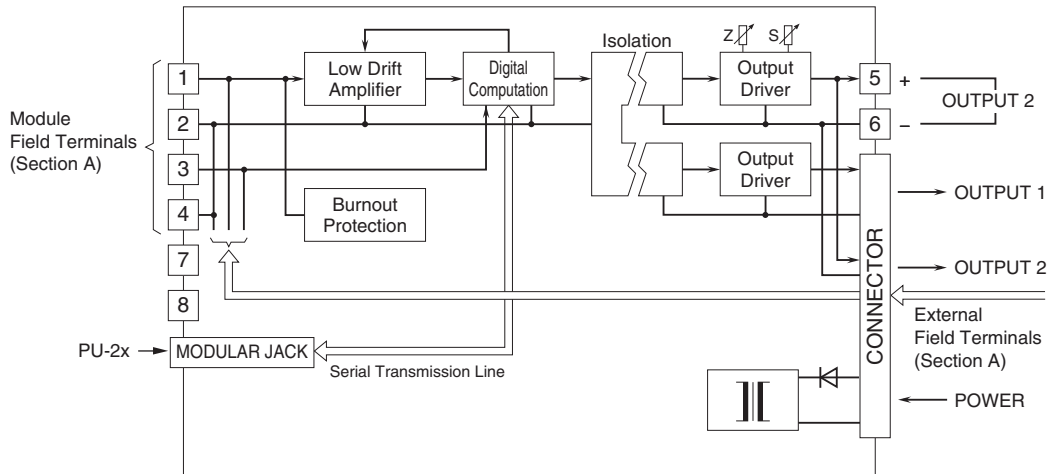 Z
S
Isolation
1
Low Drift
Amplifier
Digital
Computation
Output
Driver
5
+
OUTPUT 2
2
6
–
Module
Field Terminals
(Section A)
3
Output
Driver
OUTPUT 1
4
Burnout
Protection
7
CONNECTOR
OUTPUT 2
8
External
Field Terminals
(Section A)
PU-2x
MODULAR JACK
Serial Transmission Line
POWER